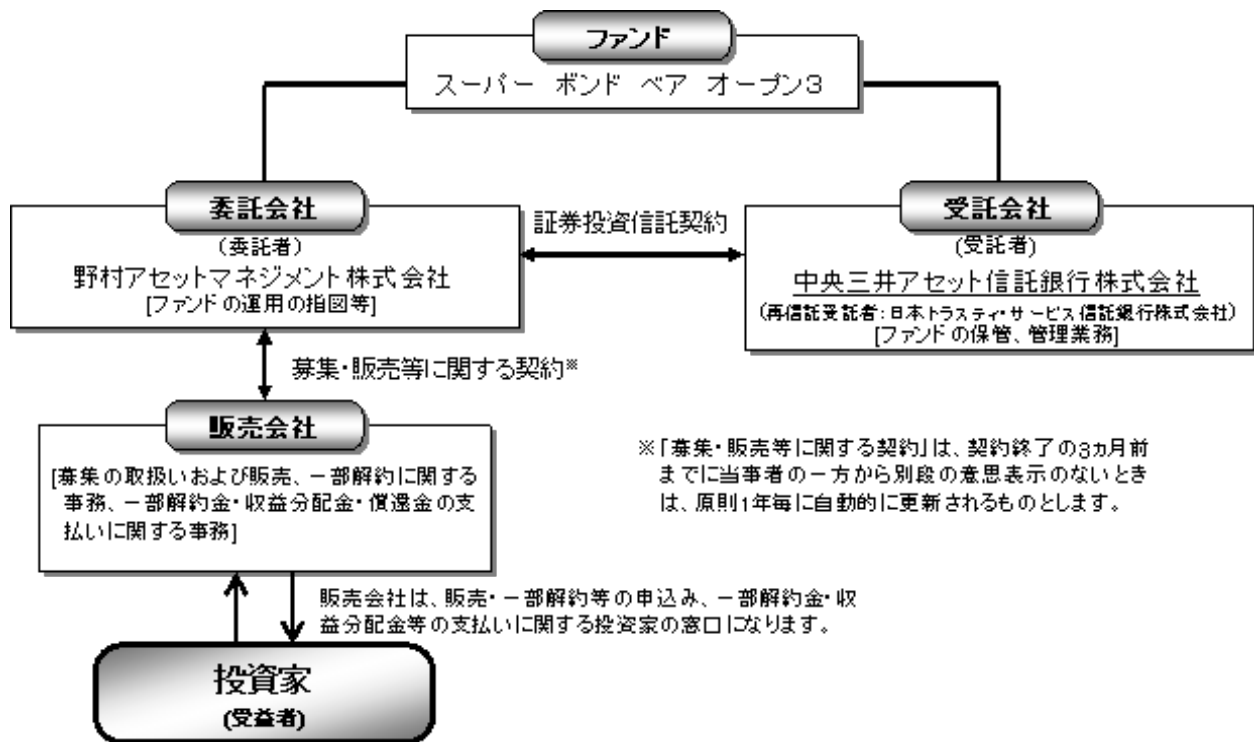 ファンド
スーパー ボンド ベア オープン3
委託会社
(委託者)
野村アセットマネジメント株式会社
[ファンドの運用の指図等]
証券投資信託契約
受託会社
(受託者)
中央三井アセット信託銀行株式会社
(再信託受託者:日本トラスティ・サービス信託銀行株式会社)
[ファンドの保管、管理業務]
募集・販売等に関する契約※
販売会社
[募集の取扱いおよび販売、一部解約に関する
事務、一部解約金・収益分配金・償還金の支
払いに関する事務]
※「募集・販売等に関する契約」は、契約終了の3ヵ月前
までに当事者の一方から別段の意思表示のないとき
は、原則1年毎に自動的に更新されるものとします。
販売会社は、販売・一部解約等の申込み、一部解約金・収
益分配金等の支払いに関する投資家の窓口になります。
投資家
(受益者)